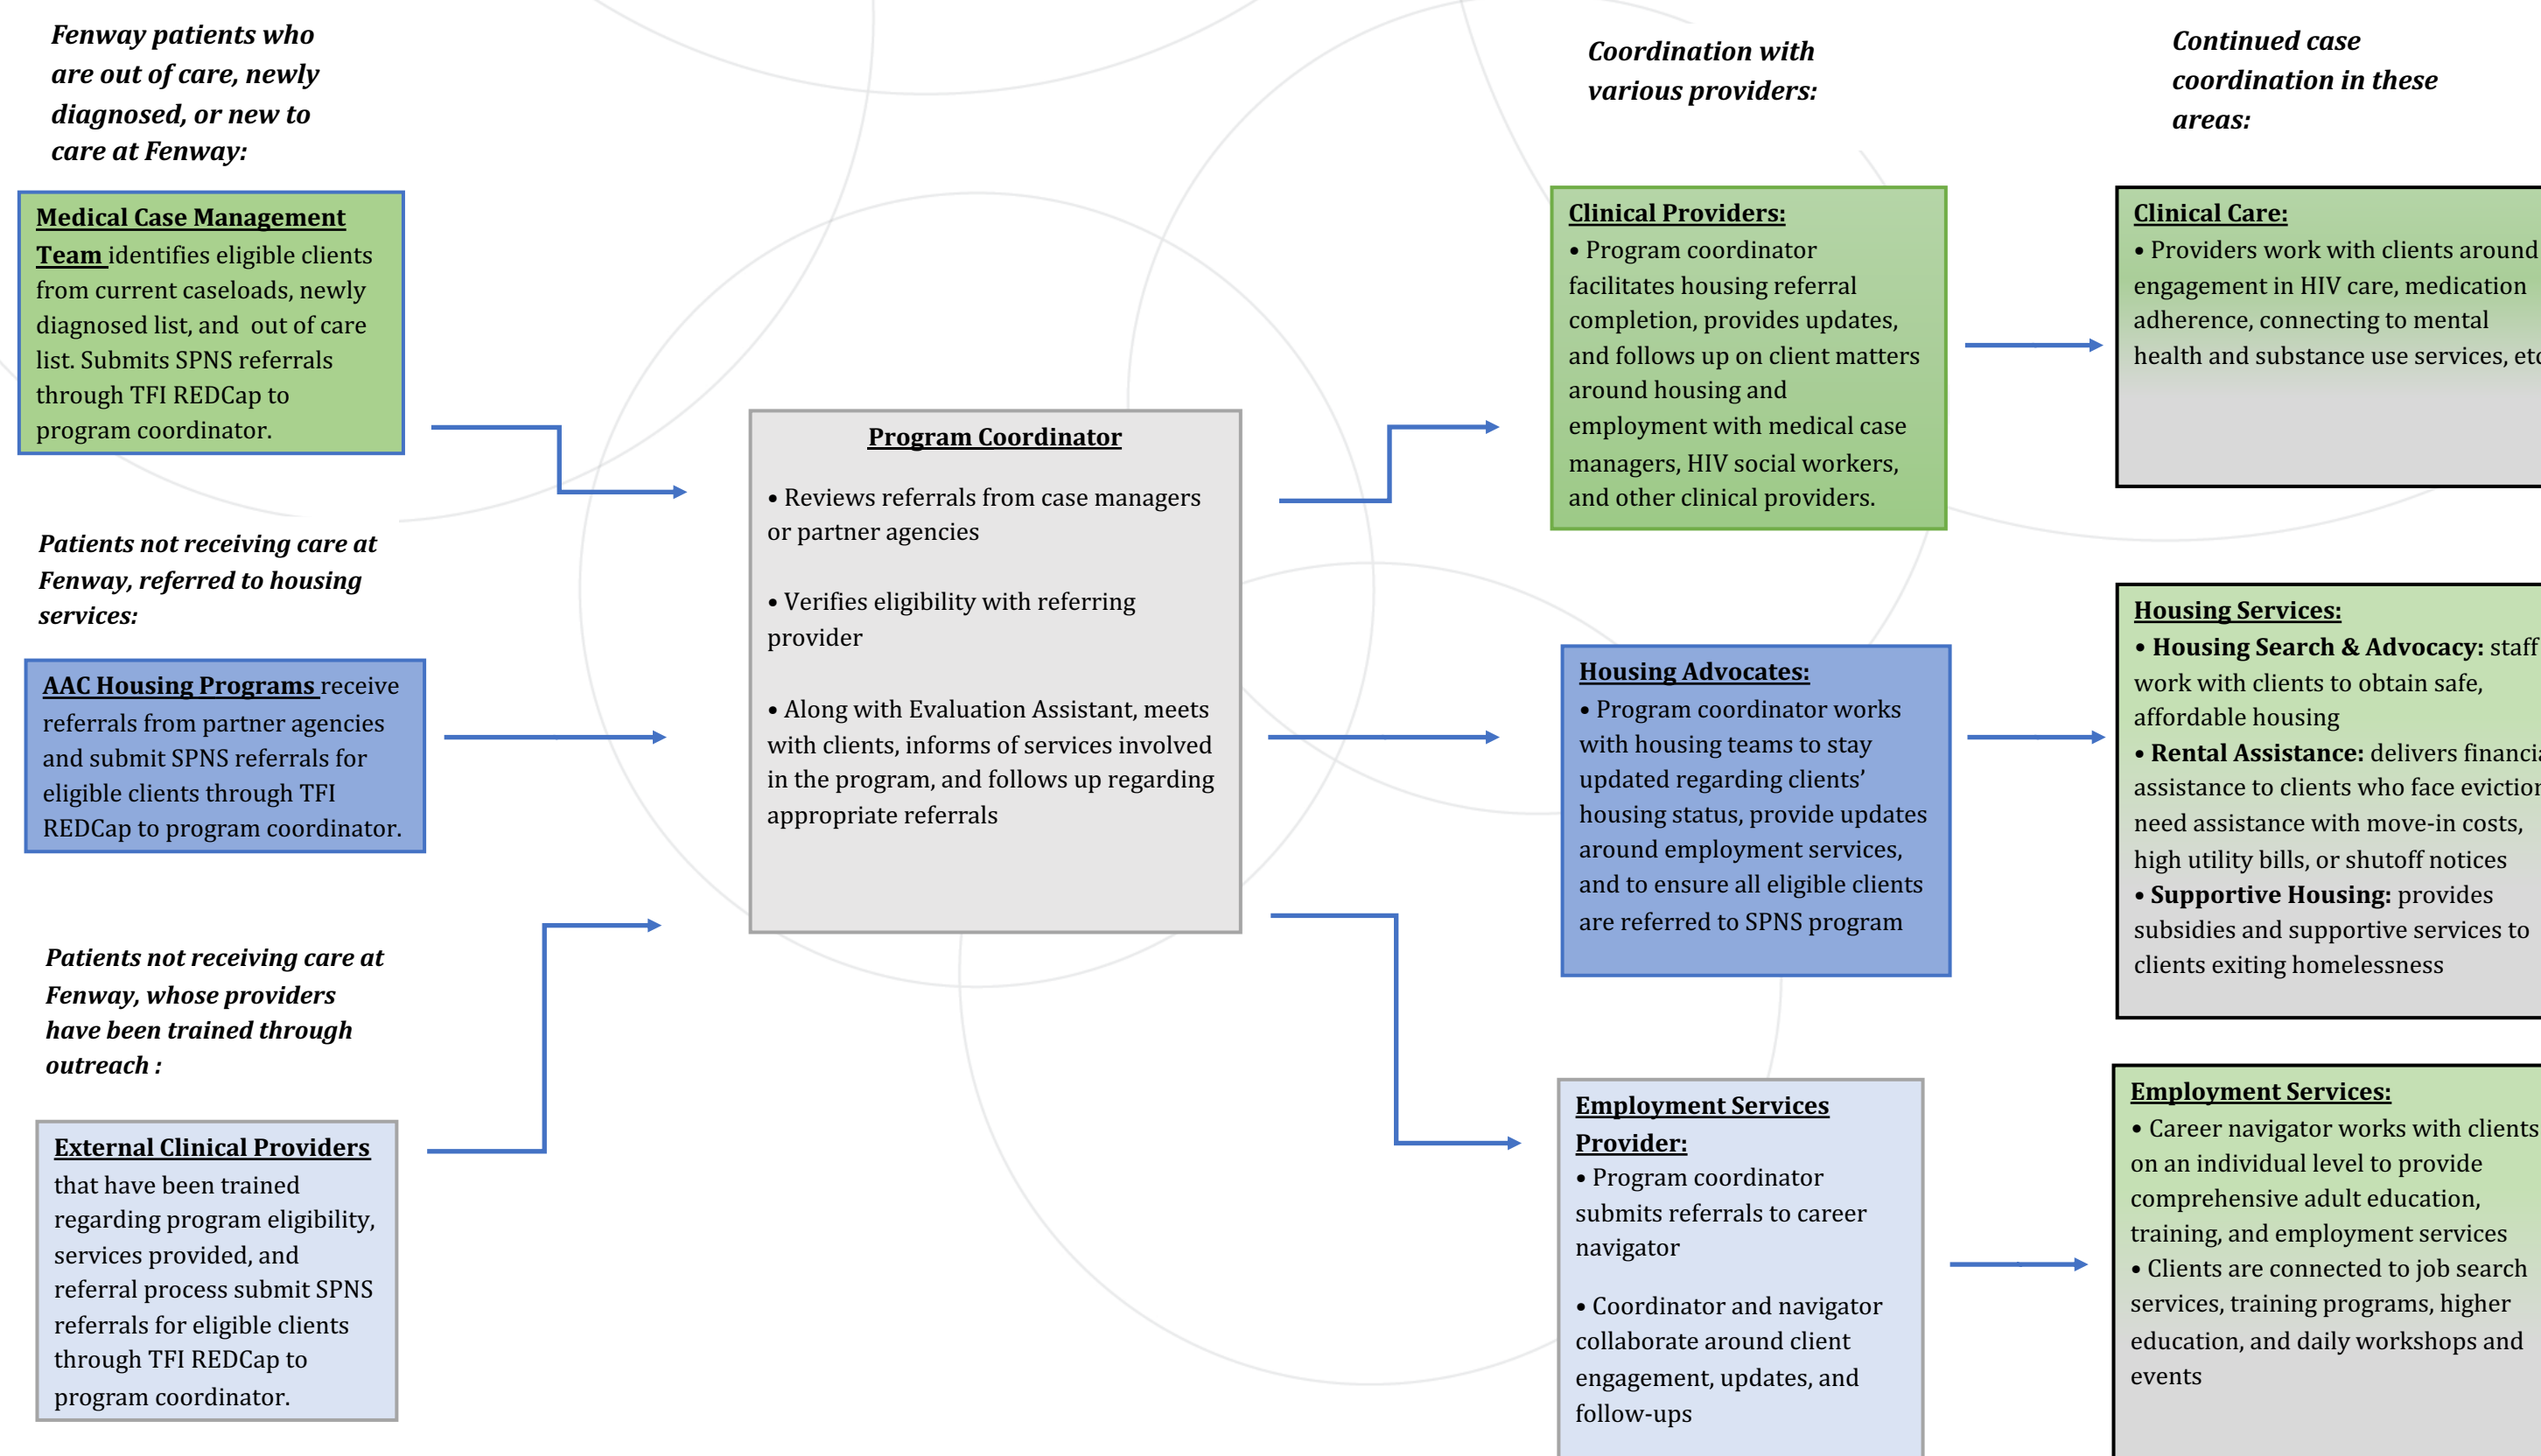 Fenway patients who
are out of care, newly
diagnosed, or new to
care at Fenway:
Medical Case Management
Team identifies eligible clients
from current caseloads, newly
diagnosed list, and  out of care
list. Submits SPNS referrals
through TFI REDCap to
program coordinator.
Patients not receiving care at
Fenway, referred to housing
services:
AAC Housing Programs receive
referrals from partner agencies
and submit SPNS referrals for
eligible clients through TFI
REDCap to program coordinator.
Patients not receiving care at
Fenway, whose providers
have been trained through
outreach :
External Clinical Providers
that have been trained
regarding program eligibility,
services provided, and
referral process submit SPNS
referrals for eligible clients
through TFI REDCap to
program coordinator.
Program Coordinator
• Reviews referrals from case managers
or partner agencies
• Verifies eligibility with referring
provider
• Along with Evaluation Assistant, meets
with clients, informs of services involved
in the program, and follows up regarding
appropriate referrals
Coordination with
various providers:
Clinical Providers:
• Program coordinator
facilitates housing referral
completion, provides updates,
and follows up on client matters
around housing and
employment with medical case
managers, HIV social workers,
and other clinical providers.
Housing Advocates:
• Program coordinator works
with housing teams to stay
updated regarding clients’
housing status, provide updates
around employment services,
and to ensure all eligible clients
are referred to SPNS program
Employment Services
Provider:
• Program coordinator
submits referrals to career
navigator
• Coordinator and navigator
collaborate around client
engagement, updates, and
follow-ups
Continued case
coordination in these
areas:
Clinical Care:
• Providers work with clients around
engagement in HIV care, medication
adherence, connecting to mental
health and substance use services, etc
Housing Services:
• Housing Search & Advocacy: staff
work with clients to obtain safe,
affordable housing
• Rental Assistance: delivers financia
assistance to clients who face eviction
need assistance with move-in costs,
high utility bills, or shutoff notices
• Supportive Housing: provides
subsidies and supportive services to
clients exiting homelessness
Employment Services:
• Career navigator works with clients
on an individual level to provide
comprehensive adult education,
training, and employment services
• Clients are connected to job search
services, training programs, higher
education, and daily workshops and
events